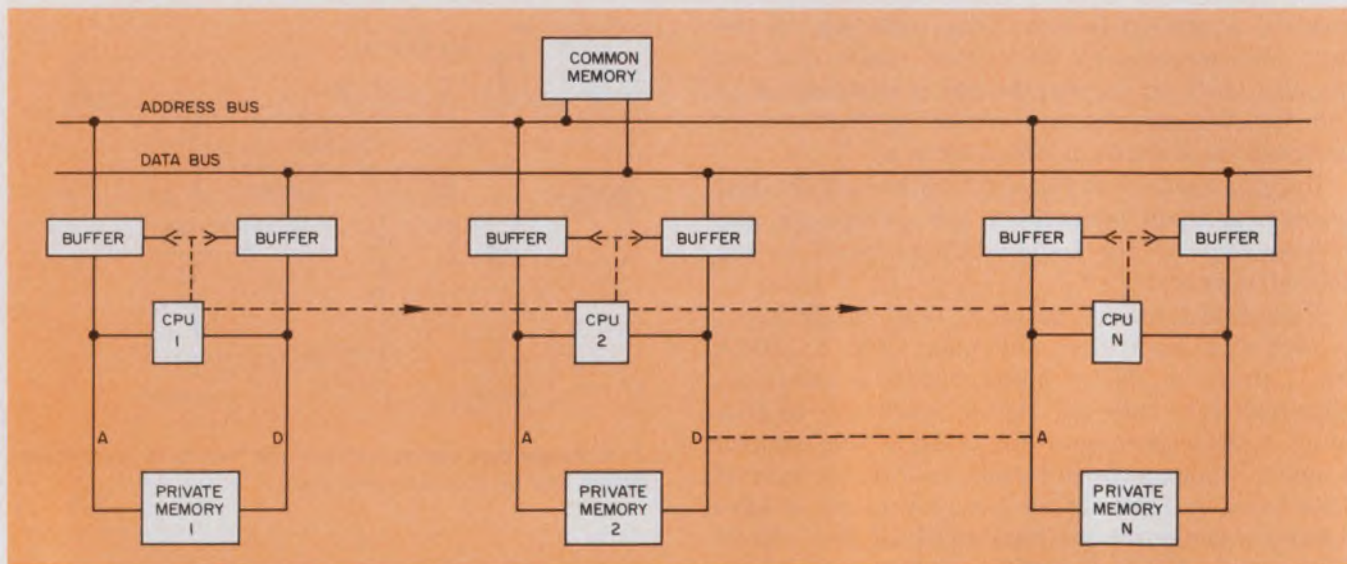 COMMON
MEMORY
ADDRESS BUS
DATA BUS
BUFFER
BUFFER
BUFFER
BUFFER
BUFFER
BUFFER
CPU
1
CPU
2
CPU
N
A
D
A
D
A
PRIVATE
MEMORY
1
PRIVATE
MEMORY
2
PRIVATE
MEMORY
N